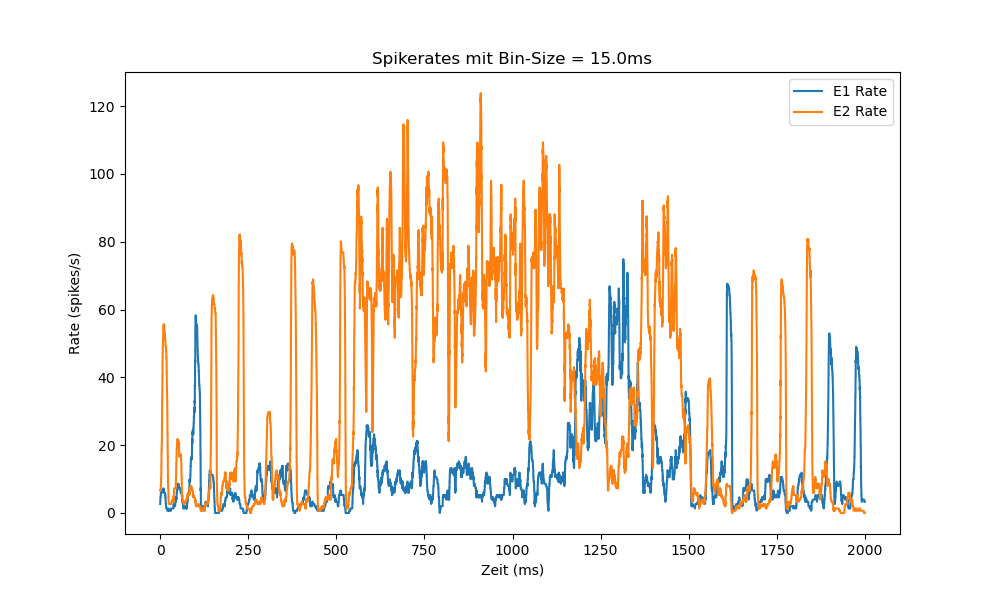 Spikerates mit Bin-Size = 15.0ms
E1 Rate
E2 Rate
120
100
80
60
40
20
0
Rate (spikes/s)
0 250 500 750 1000 1250 1500 1750 2000
Zeit (ms)